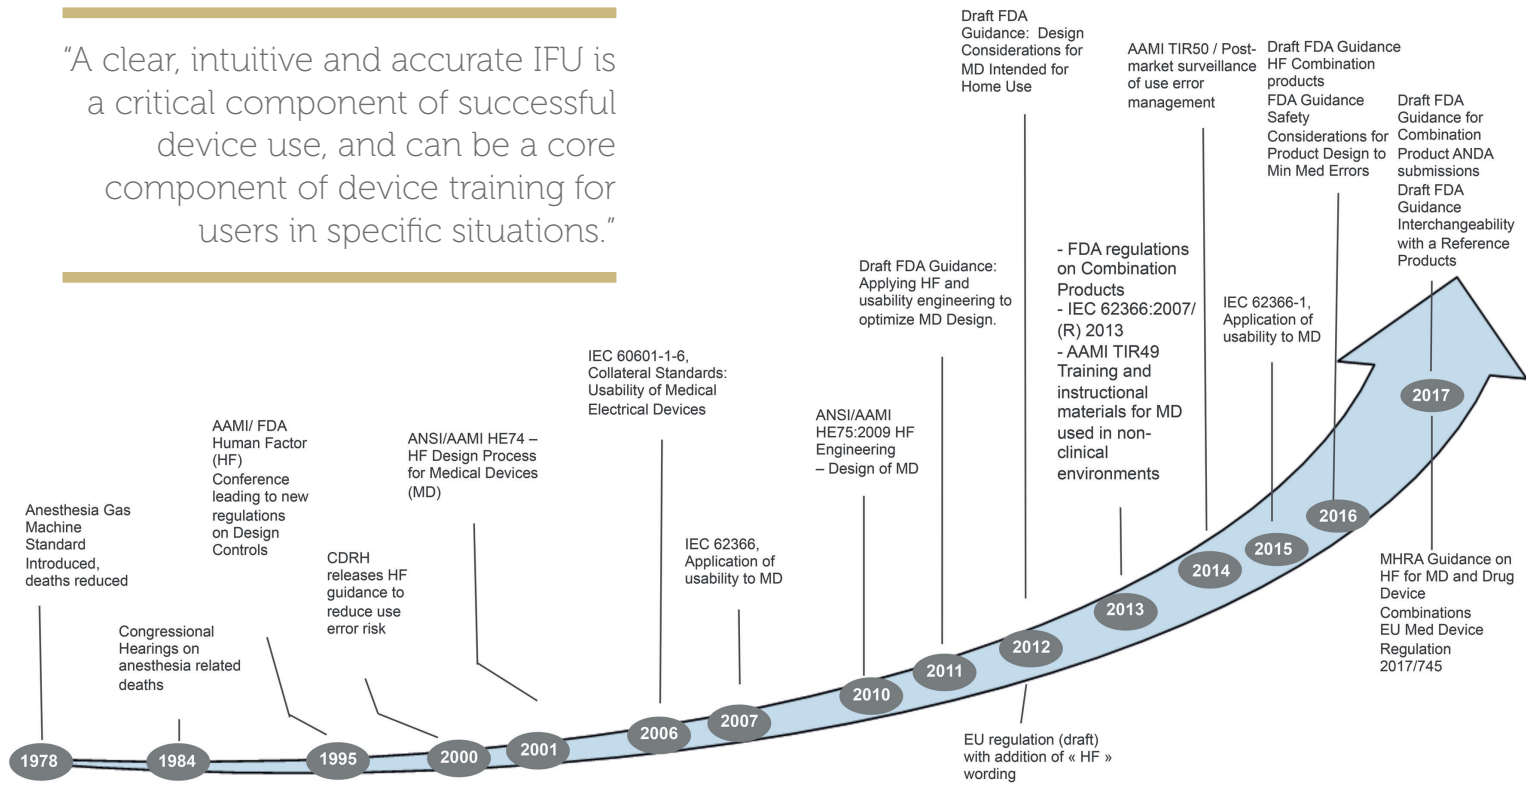 “A clear, intuitive and accurate IFU is
a critical component of successful
device use, and can be a core
component of device training for
users in specific situations.”
Anesthesia Gas
Machine
Standard
Introduced,
deaths reduced
1978
Congressional
Hearings on
anesthesia related
deaths
1984
AAMI/ FDA
Human Factor
(HF)
Conference
leading to new
regulations
on Design
Controls
1995
CDRH
releases HF
guidance to
reduce use
error risk
2000
ANSI/AAMI HE74 –
HF Design Process
for Medical Devices
(MD)
2001
IEC 60601-1-6,
Collateral Standards:
Usability of Medical
Electrical Devices
2006
IEC 62366,
Application of
usability to MD
2007
ANSI/AAMI
HE75:2009 HF
Engineering
– Design of MD
2010
Draft FDA Guidance:
Applying HF and
usability engineering to
optimize MD Design.
2011
Draft FDA
Guidance: Design
Considerations for
MD Intended for
Home Use
2012
EU regulation (draft)
with addition of « HF »
wording
- FDA regulations
on Combination
Products
- IEC 62366:2007/
(R) 2013
- AAMI TIR49
Training and
instructional
materials for MD
used in non-
clinical
environments
2013
AAMI TIR50 / Post-
market surveillance
of use error
management
2014
IEC 62366-1,
Application of
usability to MD
2015
Draft FDA Guidance
HF Combination
products
FDA Guidance
Safety
Considerations for
Product Design to
Min Med Errors
2016
Draft FDA
Guidance for
Combination
Product ANDA
submissions
Draft FDA
Guidance
Interchangeability
with a Reference
Products
2017
MHRA Guidance on
HF for MD and Drug
Device
Combinations
EU Med Device
Regulation
2017/745